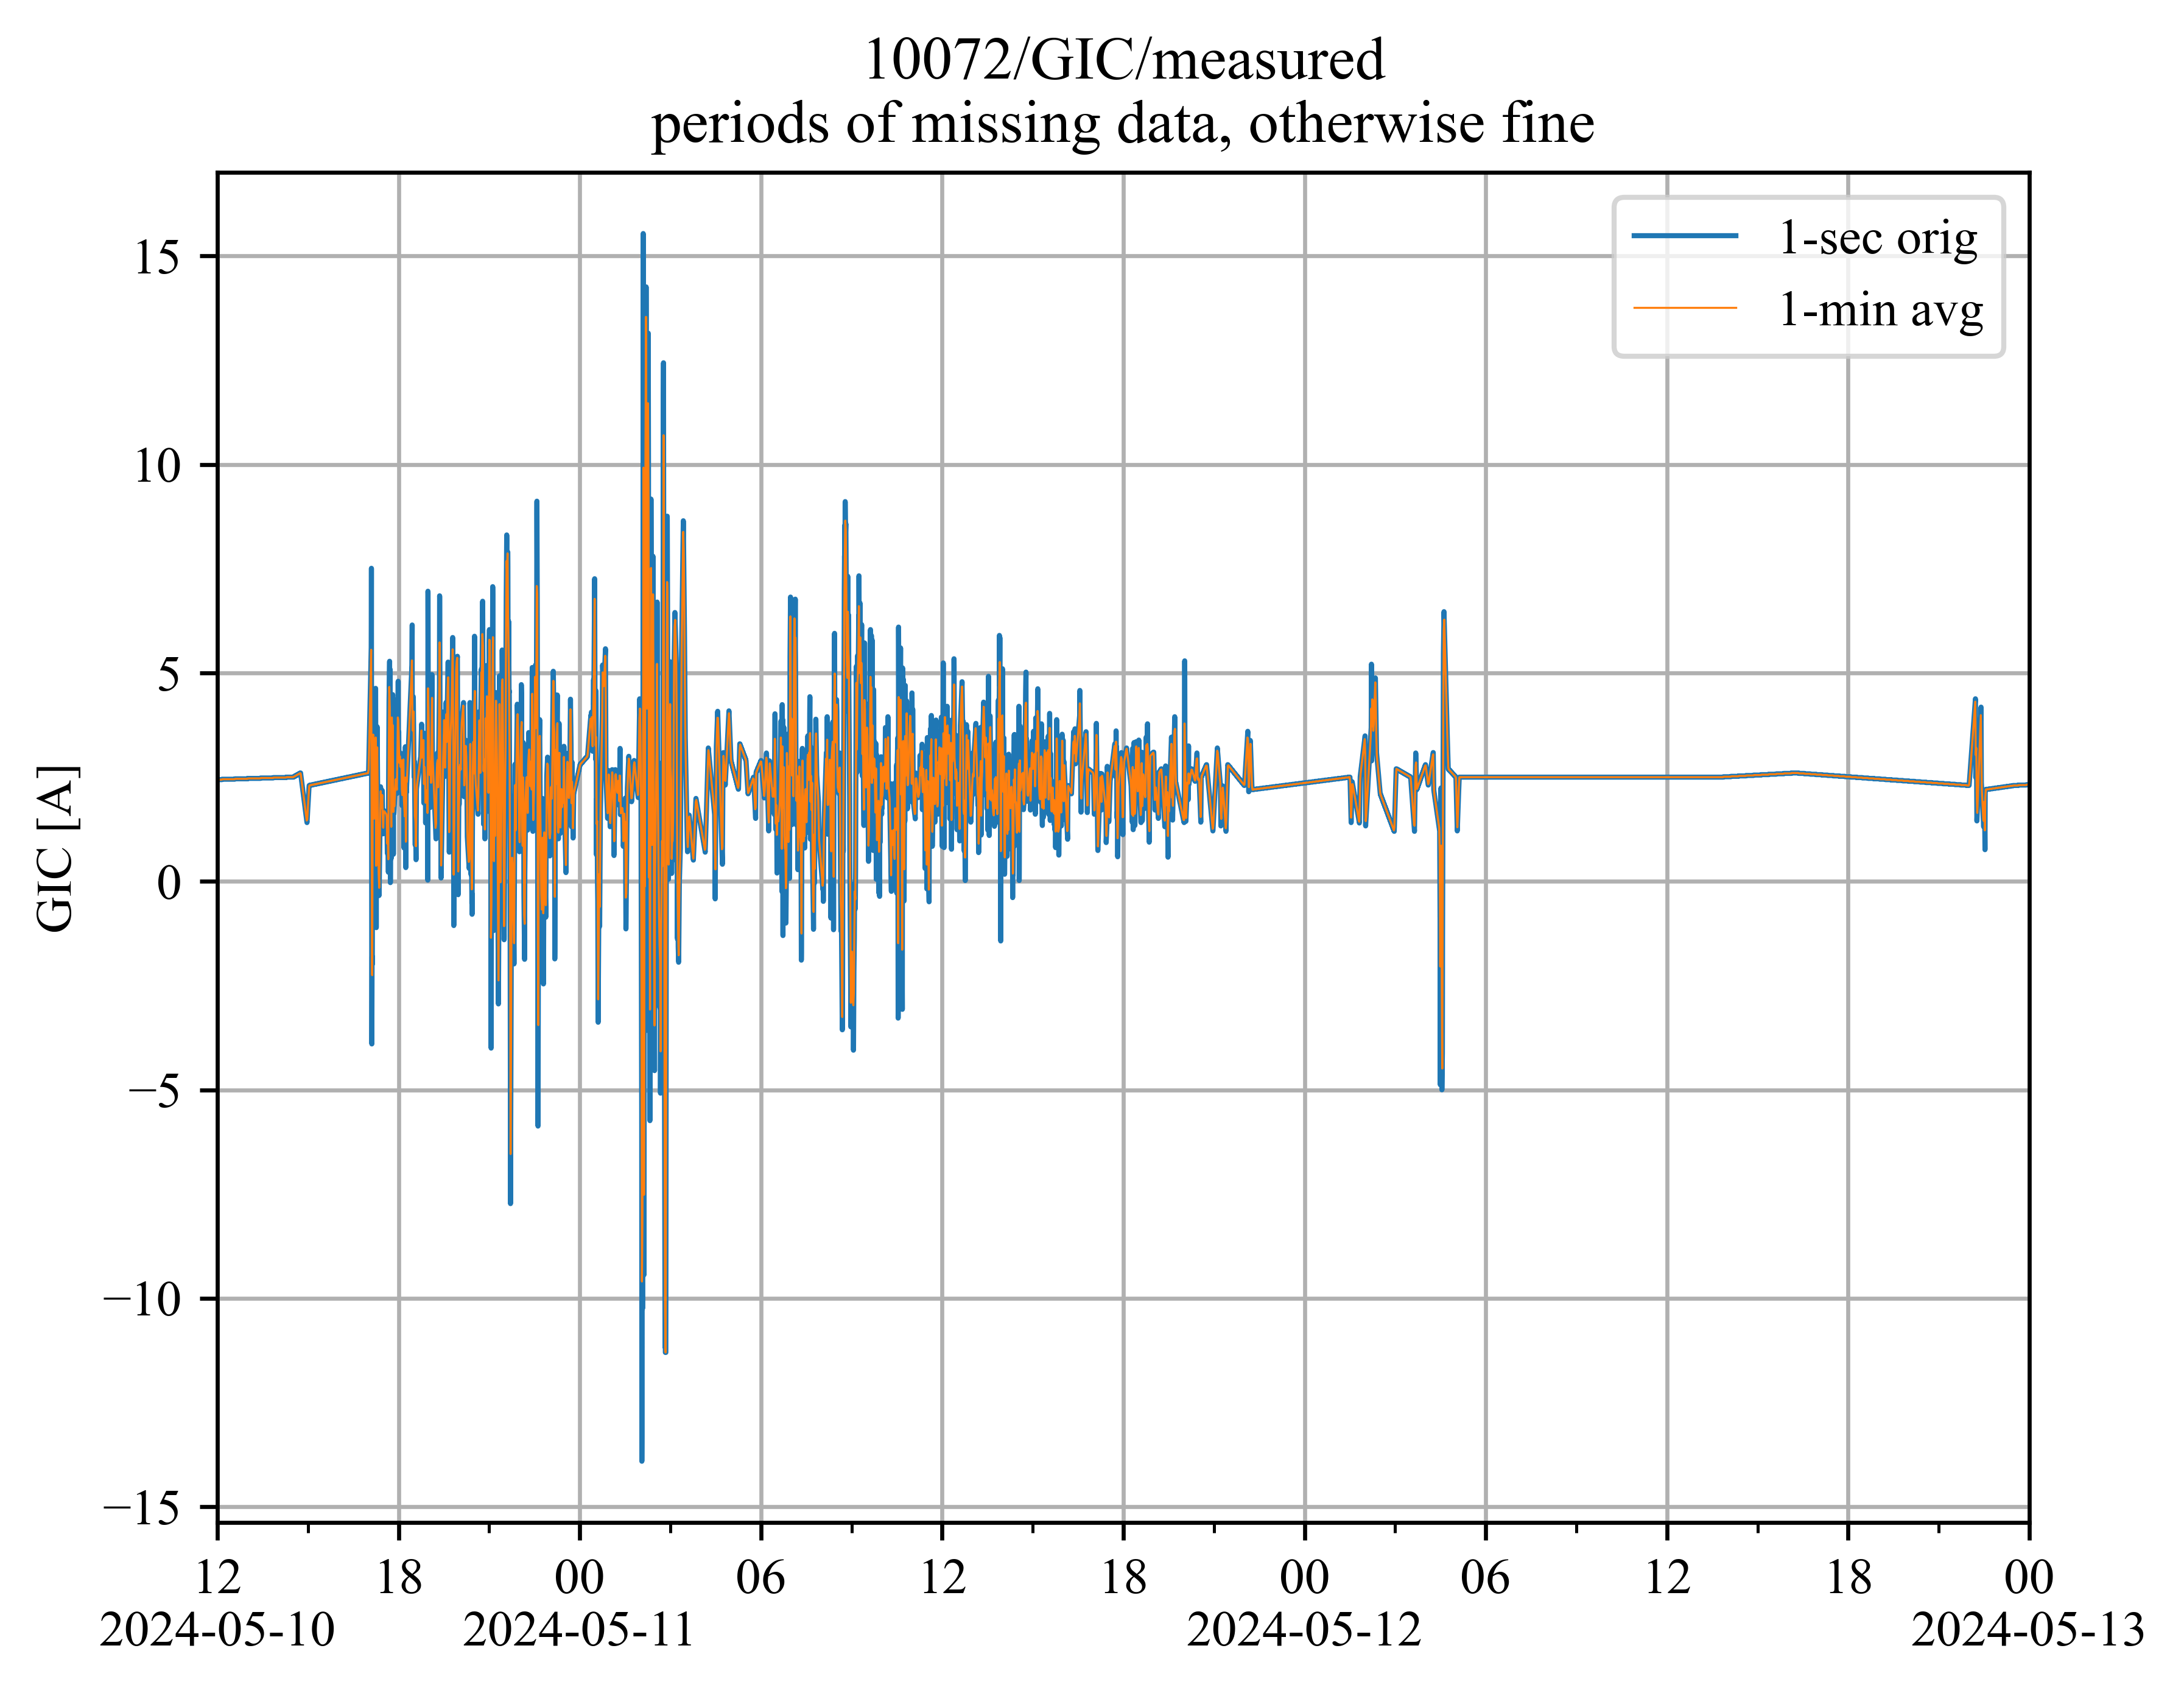 10072/GIC/measured
periods of missing data, otherwise fine
1-sec orig
1-min avg
GIC [A]
15
10
5
0
−5
−10
−15
12 18 00 06 12 18 00 06 12 18 00
2024-05-10 2024-05-11 2024-05-12 2024-05-13